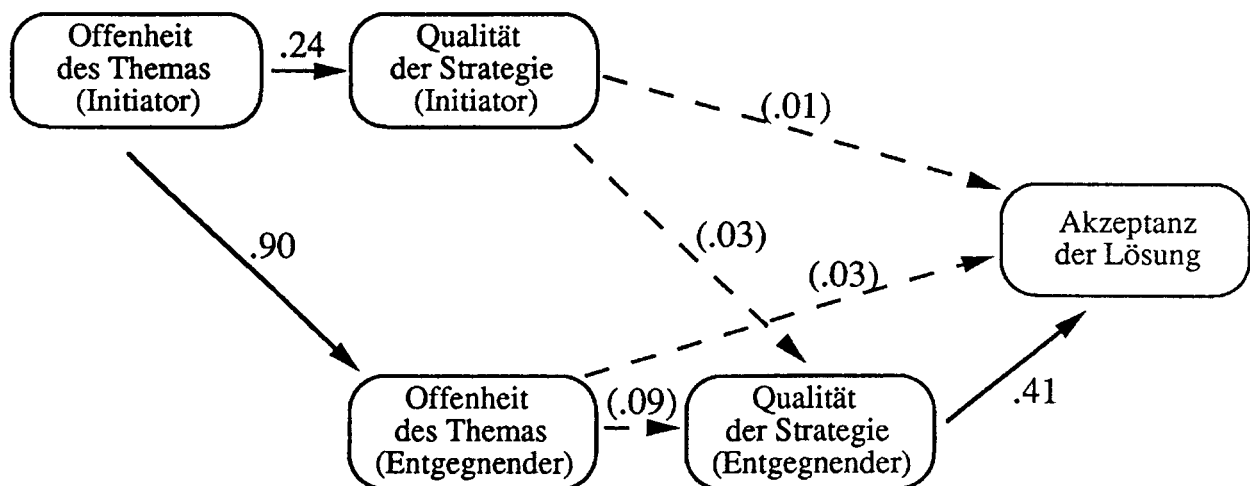 Offenheit
des Themas
(Initiator)
.24
Qualität
der Strategie
(Initiator)
(.01)
Akzeptanz
der Lösung
.90
(.03)
(.03)
Offenheit
des Themas
(Entgegnender)
(.09)
Qualität
der Strategie
(Entgegnender)
.41